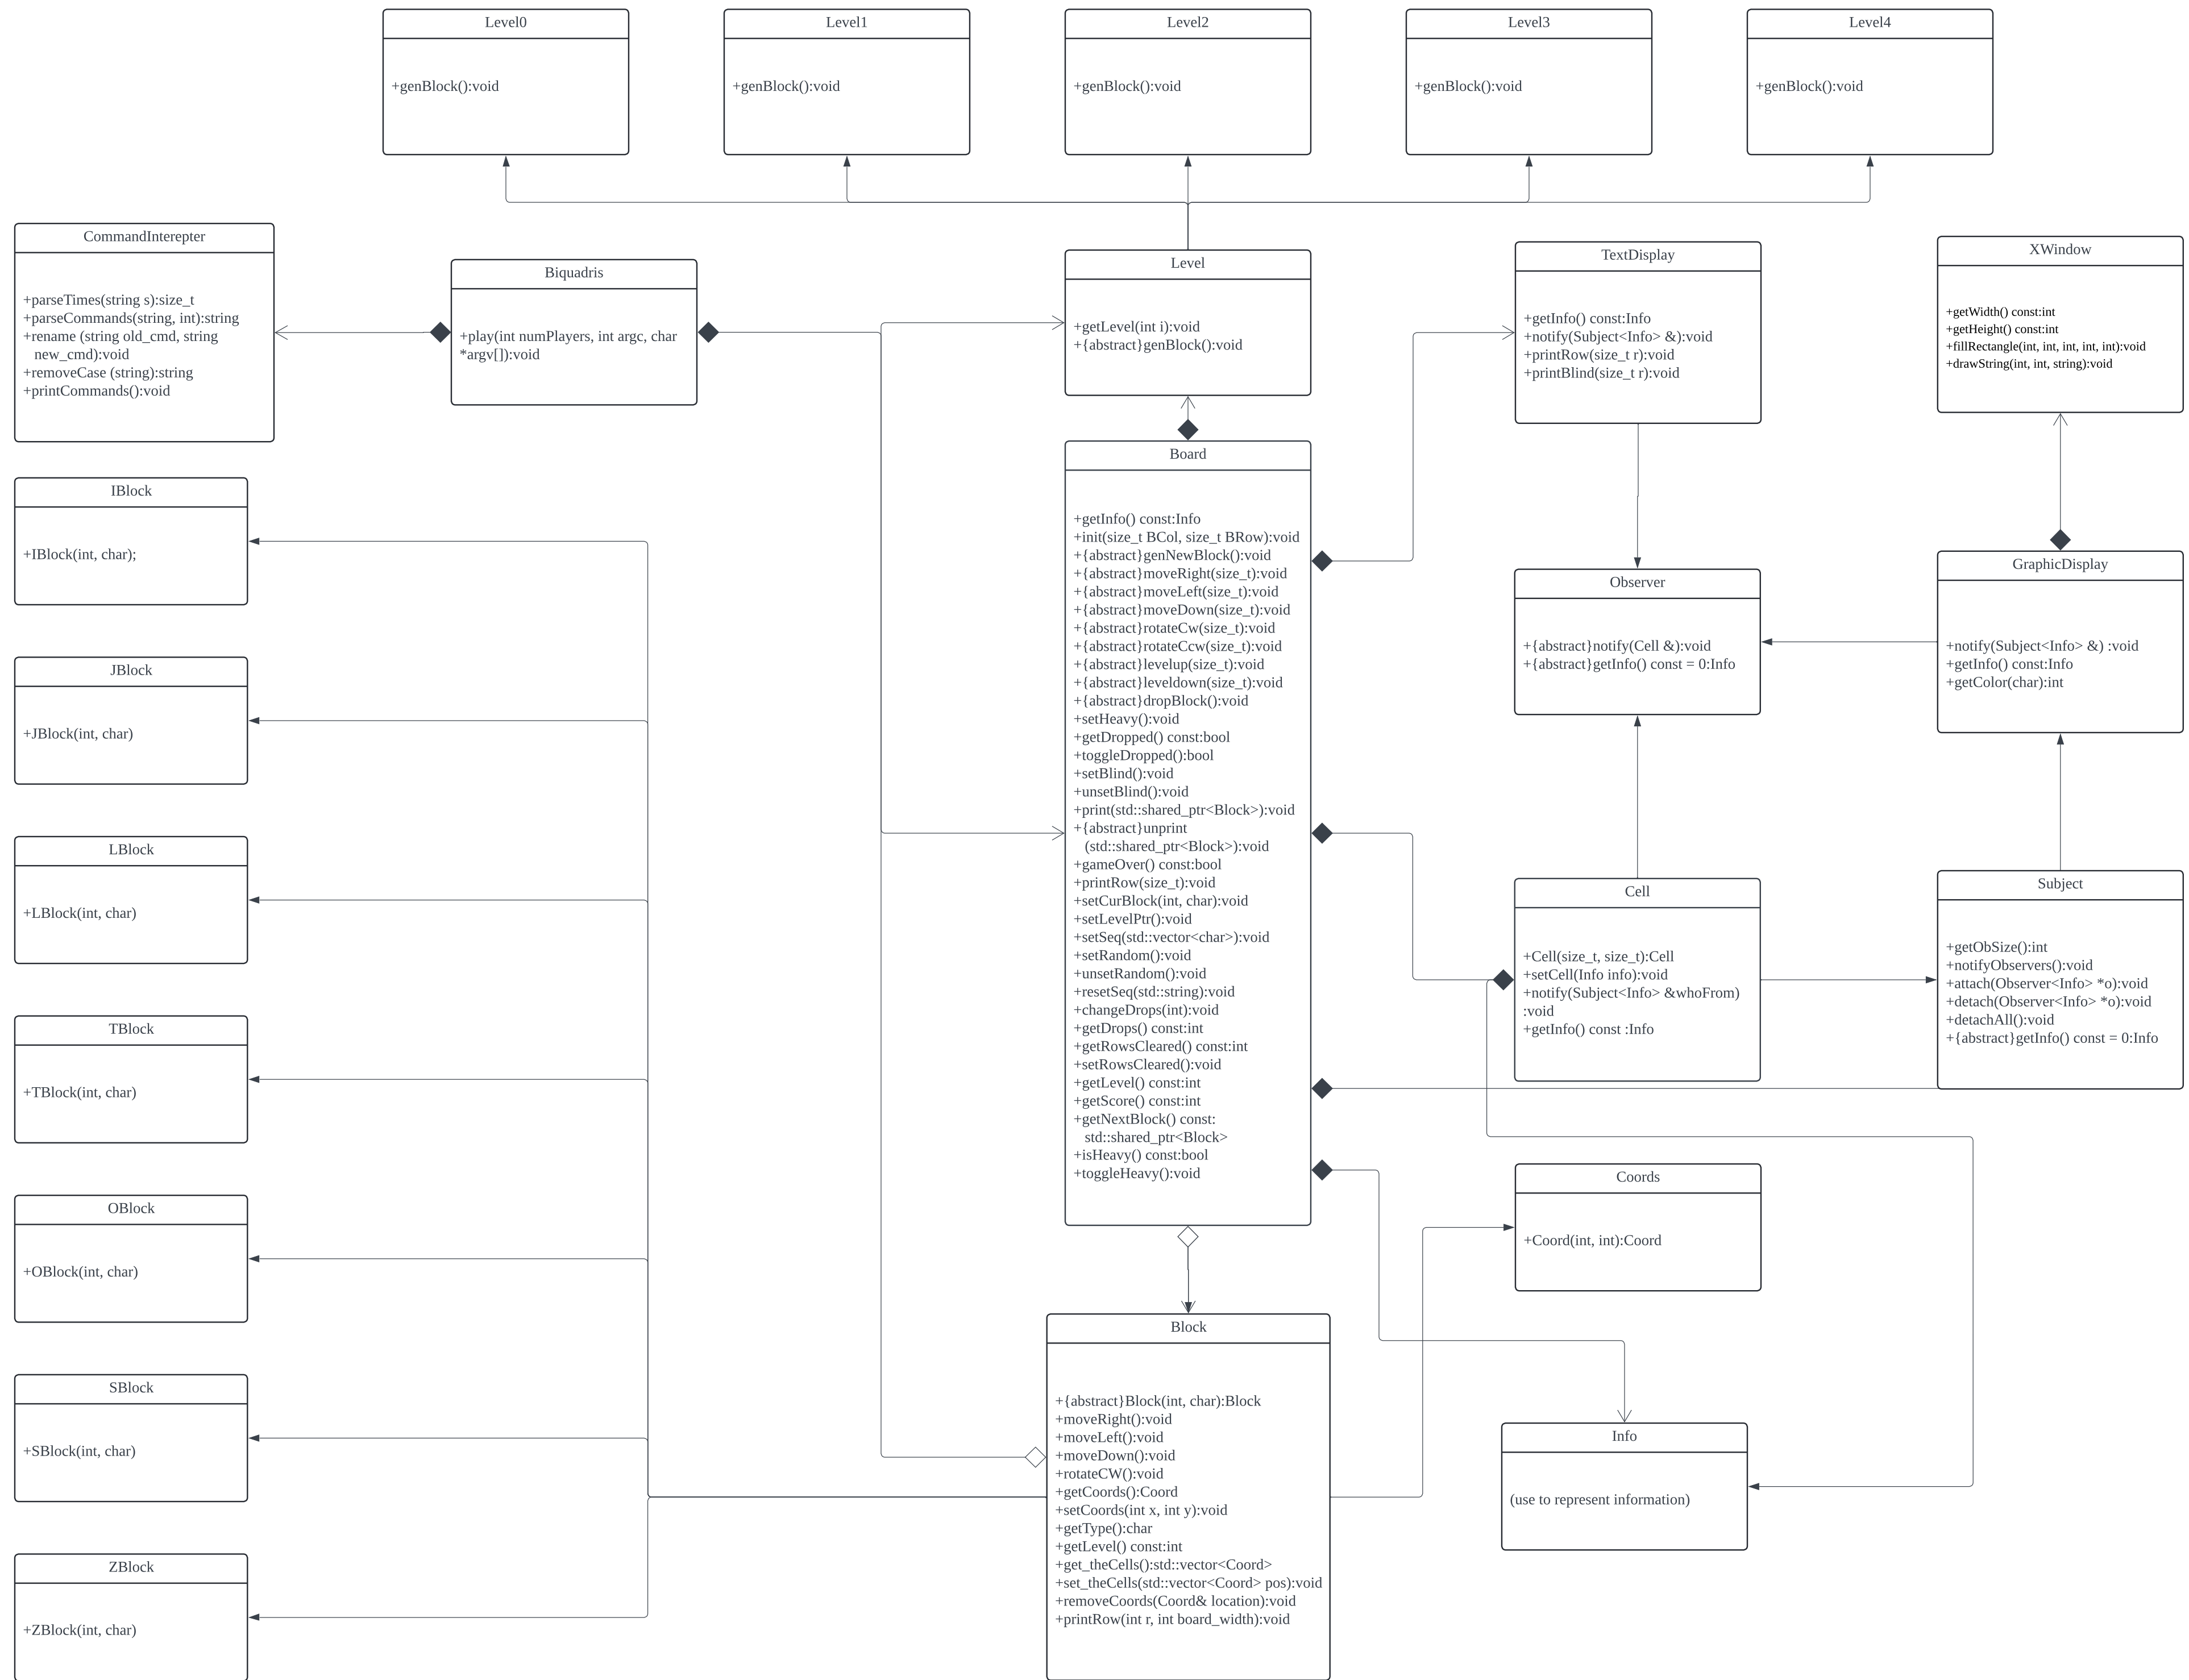 Level0
+genBlock():void
Level1
+genBlock():void
Level2
+genBlock():void
Level3
+genBlock():void
Level4
+genBlock():void
CommandInterepter
+parseTimes(string s):size_t
+parseCommands(string, int):string
+rename (string old_cmd, string
new_cmd):void
+removeCase (string):string
+printCommands():void
Biquadris
+play(int numPlayers, int argc, char
*argv[]):void
Level
+getLevel(int i):void
+{abstract}genBlock():void
TextDisplay
+getInfo() const:Info
+notify(Subject<Info> &):void
+printRow(size_t r):void
+printBlind(size_t r):void
XWindow
+getWidth() const:int
+getHeight() const:int
+fillRectangle(int, int, int, int, int):void
+drawString(int, int, string):void
IBlock
+IBlock(int, char);
JBlock
+JBlock(int, char)
LBlock
+LBlock(int, char)
TBlock
+TBlock(int, char)
OBlock
+OBlock(int, char)
SBlock
+SBlock(int, char)
ZBlock
+ZBlock(int, char)
Board
+getInfo() const:Info
+init(size_t BCol, size_t BRow):void
+{abstract}genNewBlock():void
+{abstract}moveRight(size_t):void
+{abstract}moveLeft(size_t):void
+{abstract}moveDown(size_t):void
+{abstract}rotateCw(size_t):void
+{abstract}rotateCcw(size_t):void
+{abstract}levelup(size_t):void
+{abstract}leveldown(size_t):void
+{abstract}dropBlock():void
+setHeavy():void
+getDropped() const:bool
+toggleDropped():bool
+setBlind():void
+unsetBlind():void
+print(std::shared_ptr<Block>):void
+{abstract}unprint
(std::shared_ptr<Block>):void
+gameOver() const:bool
+printRow(size_t):void
+setCurBlock(int, char):void
+setLevelPtr():void
+setSeq(std::vector<char>):void
+setRandom():void
+unsetRandom():void
+resetSeq(std::string):void
+changeDrops(int):void
+getDrops() const:int
+getRowsCleared() const:int
+setRowsCleared():void
+getLevel() const:int
+getScore() const:int
+getNextBlock() const:
std::shared_ptr<Block>
+isHeavy() const:bool
+toggleHeavy():void
Observer
+{abstract}notify(Cell &):void
+{abstract}getInfo() const = 0:Info
GraphicDisplay
+notify(Subject<Info> &) :void
+getInfo() const:Info
+getColor(char):int
Cell
+Cell(size_t, size_t):Cell
+setCell(Info info):void
+notify(Subject<Info> &whoFrom)
:void
+getInfo() const :Info
Subject
+getObSize():int
+notifyObservers():void
+attach(Observer<Info> *o):void
+detach(Observer<Info> *o):void
+detachAll():void
+{abstract}getInfo() const = 0:Info
Coords
+Coord(int, int):Coord
Block
+{abstract}Block(int, char):Block
+moveRight():void
+moveLeft():void
+moveDown():void
+rotateCW():void
+getCoords():Coord
+setCoords(int x, int y):void
+getType():char
+getLevel() const:int
+get_theCells():std::vector<Coord>
+set_theCells(std::vector<Coord> pos):void
+removeCoords(Coord& location):void
+printRow(int r, int board_width):void
Info
(use to represent information)